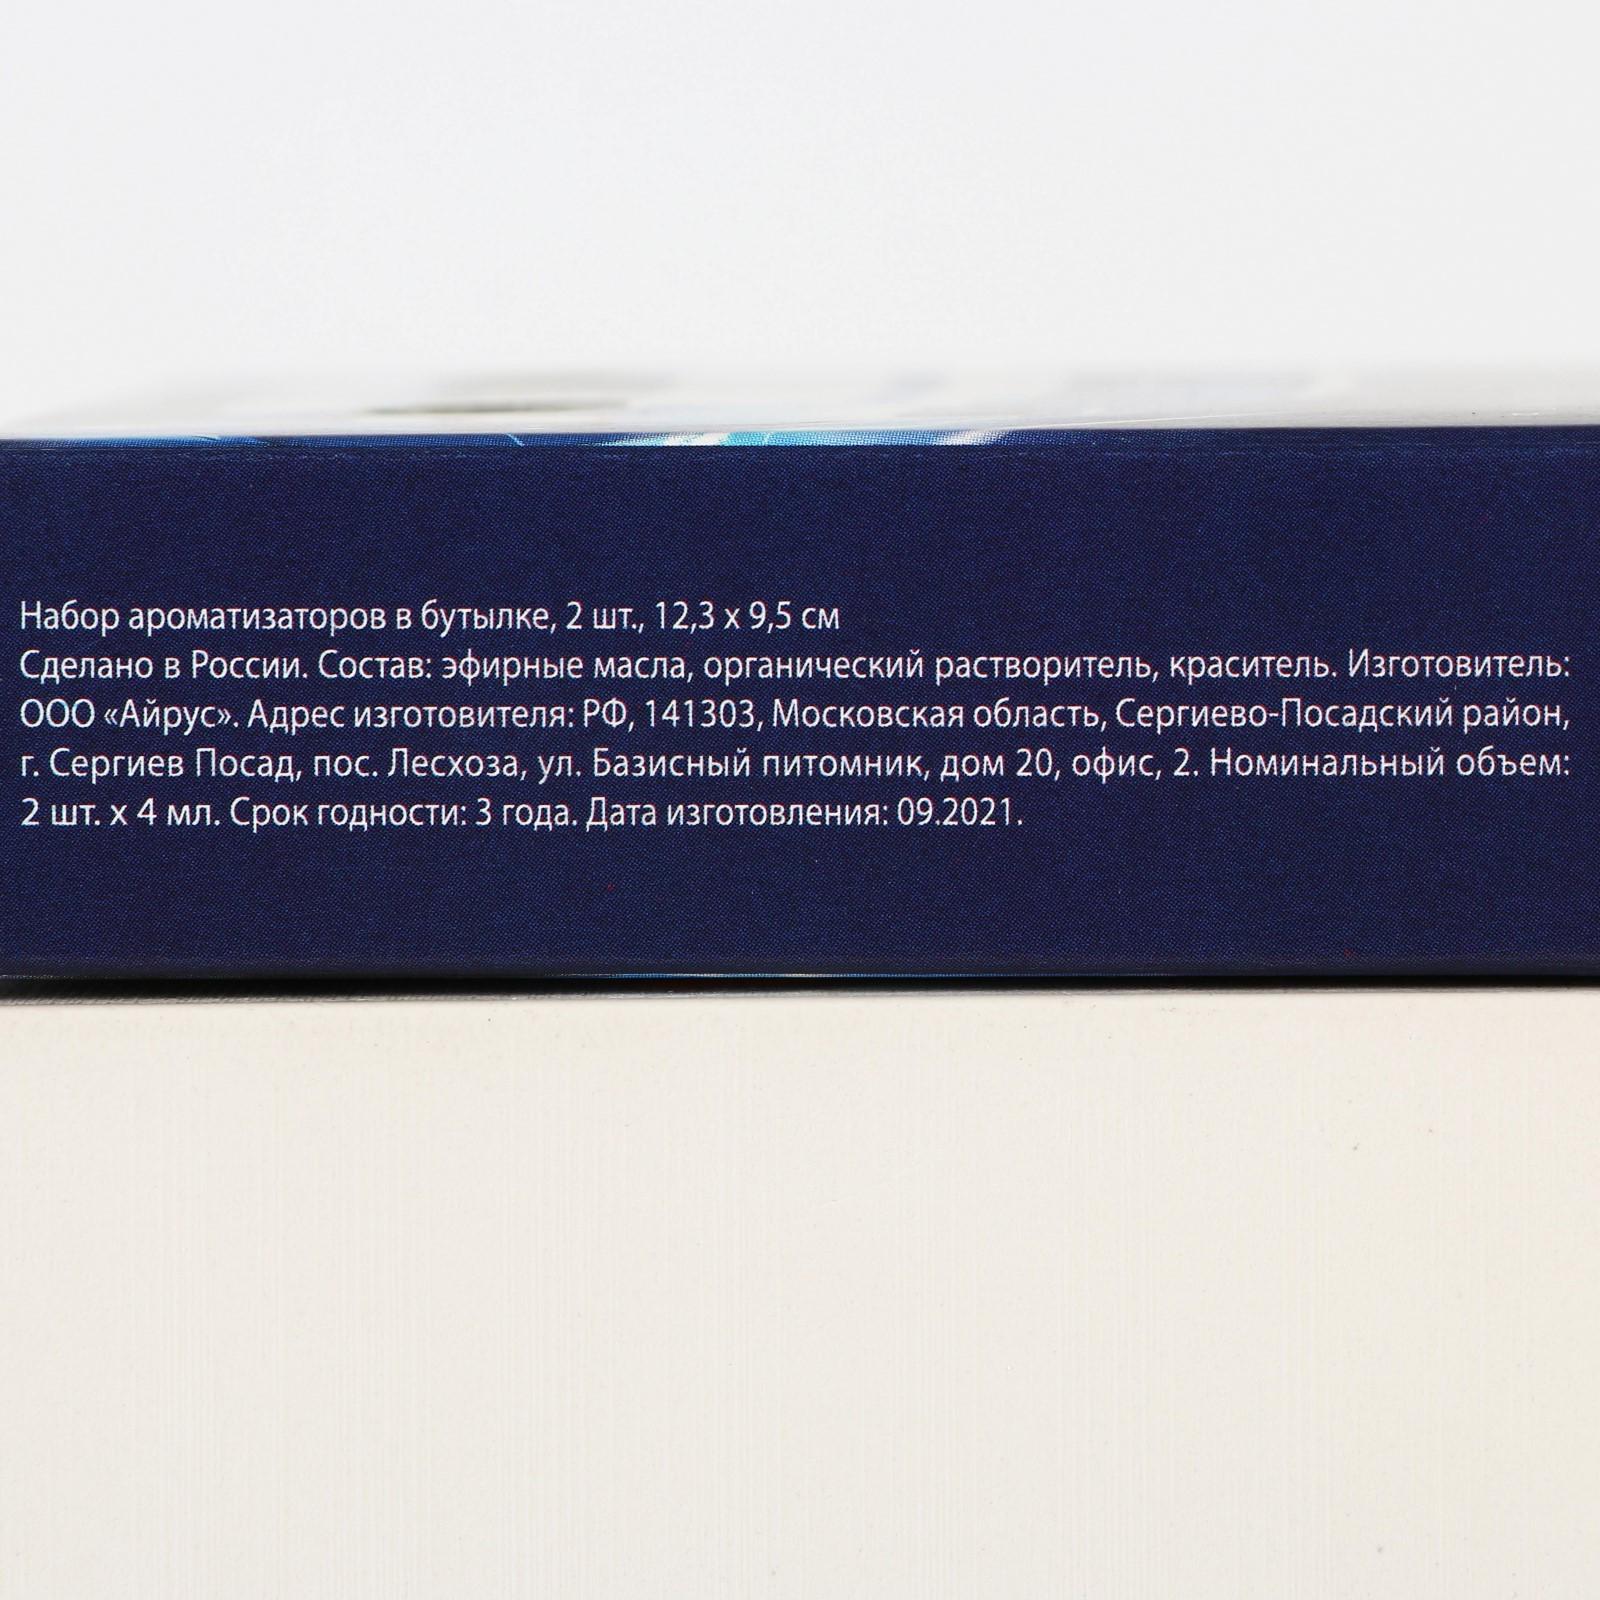 Набор ароматизаторов в бутылке, 2 шт., 12,3 х 9,5 см
Сделано в России. Состав: эфирные масла, органический растворитель, краситель. Изготовитель:
ООО «Айрус». Адрес изготовителя: РФ, 141303, Московская область, Сергиево-Посадский район,
г. Сергиев Посад, пос. Лесхоза, ул. Базисный питомник, дом 20, офис, 2. Номинальный объем:
2 шт. х 4 мл. Срок годности: 3 года. Дата изготовления: 09.2021.